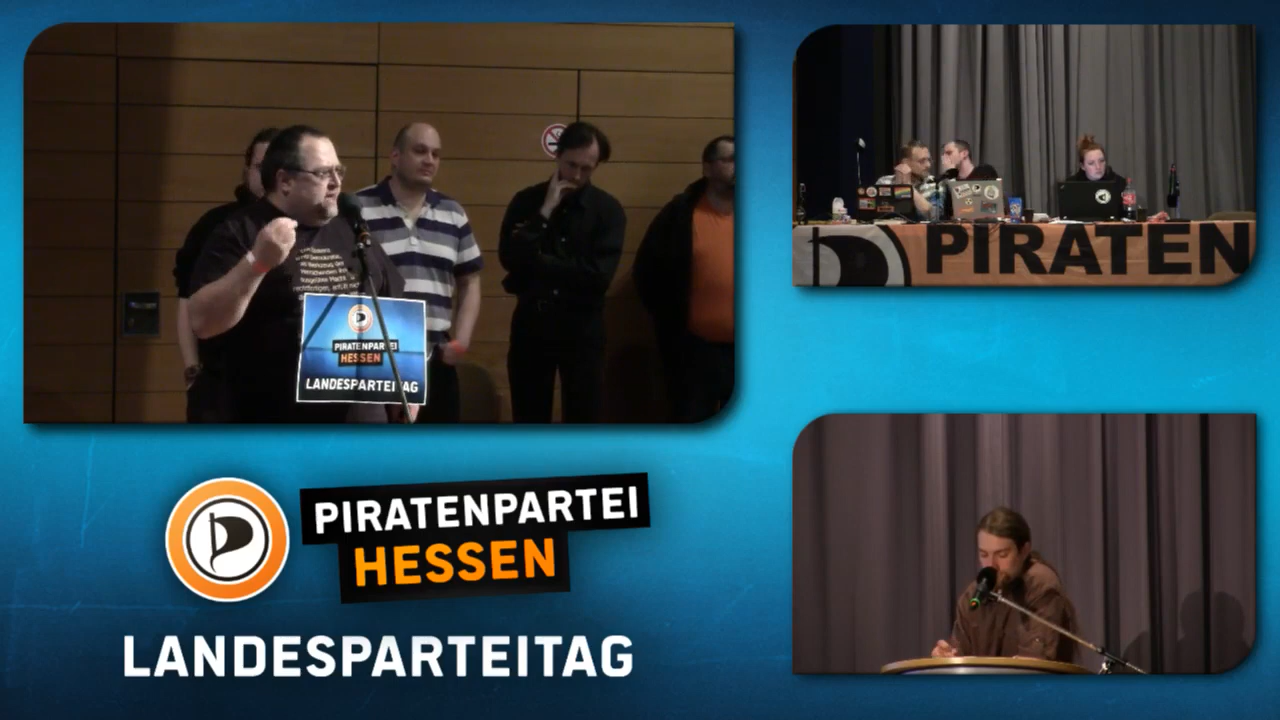 PIRATENPARTEI
HESSEN
LANDESPARTEITAG
PIRATEN
PIRATENPARTEI
HESSEN
LANDESPARTEITAG